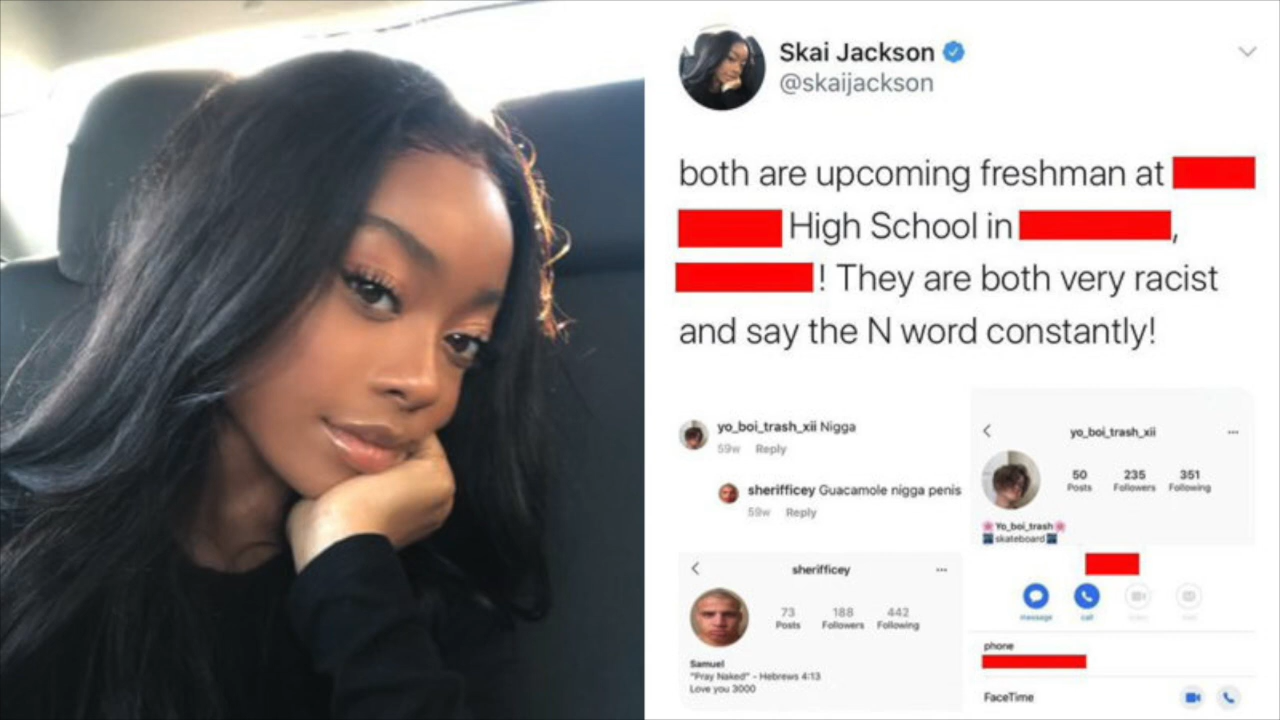 Skai Jackson
@skaijackson
both are upcoming freshman at
High School in ,
! They are both very racist
and say the N word constantly!
yo_boi_trash_xii Nigga
59w Reply
sherifficey Guacamole nigga penis
59w Reply
yo_boi_trash_xii
50 235 351
Posts Followers Following
Yo_boi_trash
skateboard
sherifficey
73 188 442
Posts Followers Following
Samuel
"Pray Naked" - Hebrews 4:13
Love you 3000
message call
phone
FaceTime